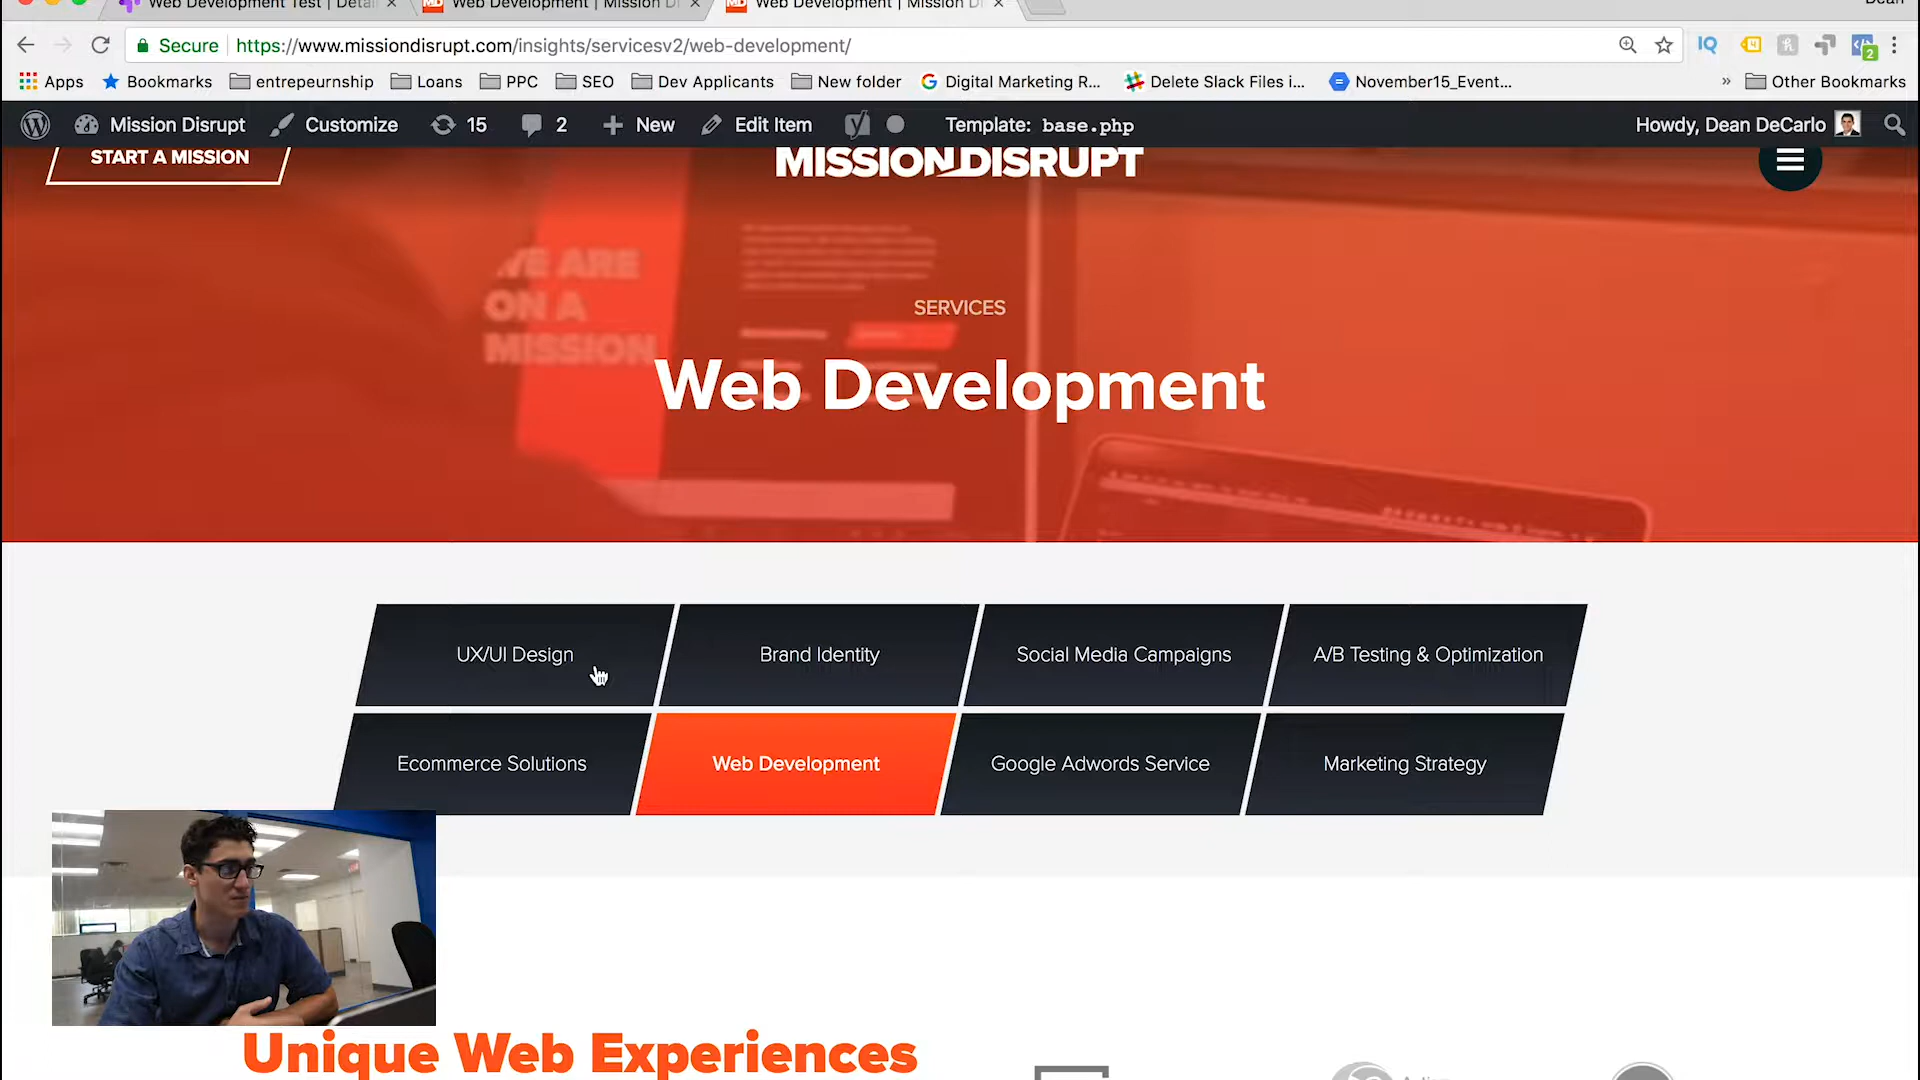 Web Development Test | Detai
Web Development | Mission Di
Web Development | Mission Di
Dean
Secure
https://www.missiondisrupt.com/insights/servicesv2/web-development/
Apps
Bookmarks
entrepeurnship
Loans
PPC
SEO
Dev Applicants
New folder
Digital Marketing R...
Delete Slack Files i...
November15_Event...
» Other Bookmarks
Mission Disrupt
Customize
15
2
New
Edit Item
Template: base.php
Howdy, Dean DeCarlo
START A MISSION
MISSION DISRUPT
WE ARE
ON A
MISSION
SERVICES
Web Development
UX/UI Design
Brand Identity
Social Media Campaigns
A/B Testing & Optimization
Ecommerce Solutions
Web Development
Google Adwords Service
Marketing Strategy
Unique Web Experiences